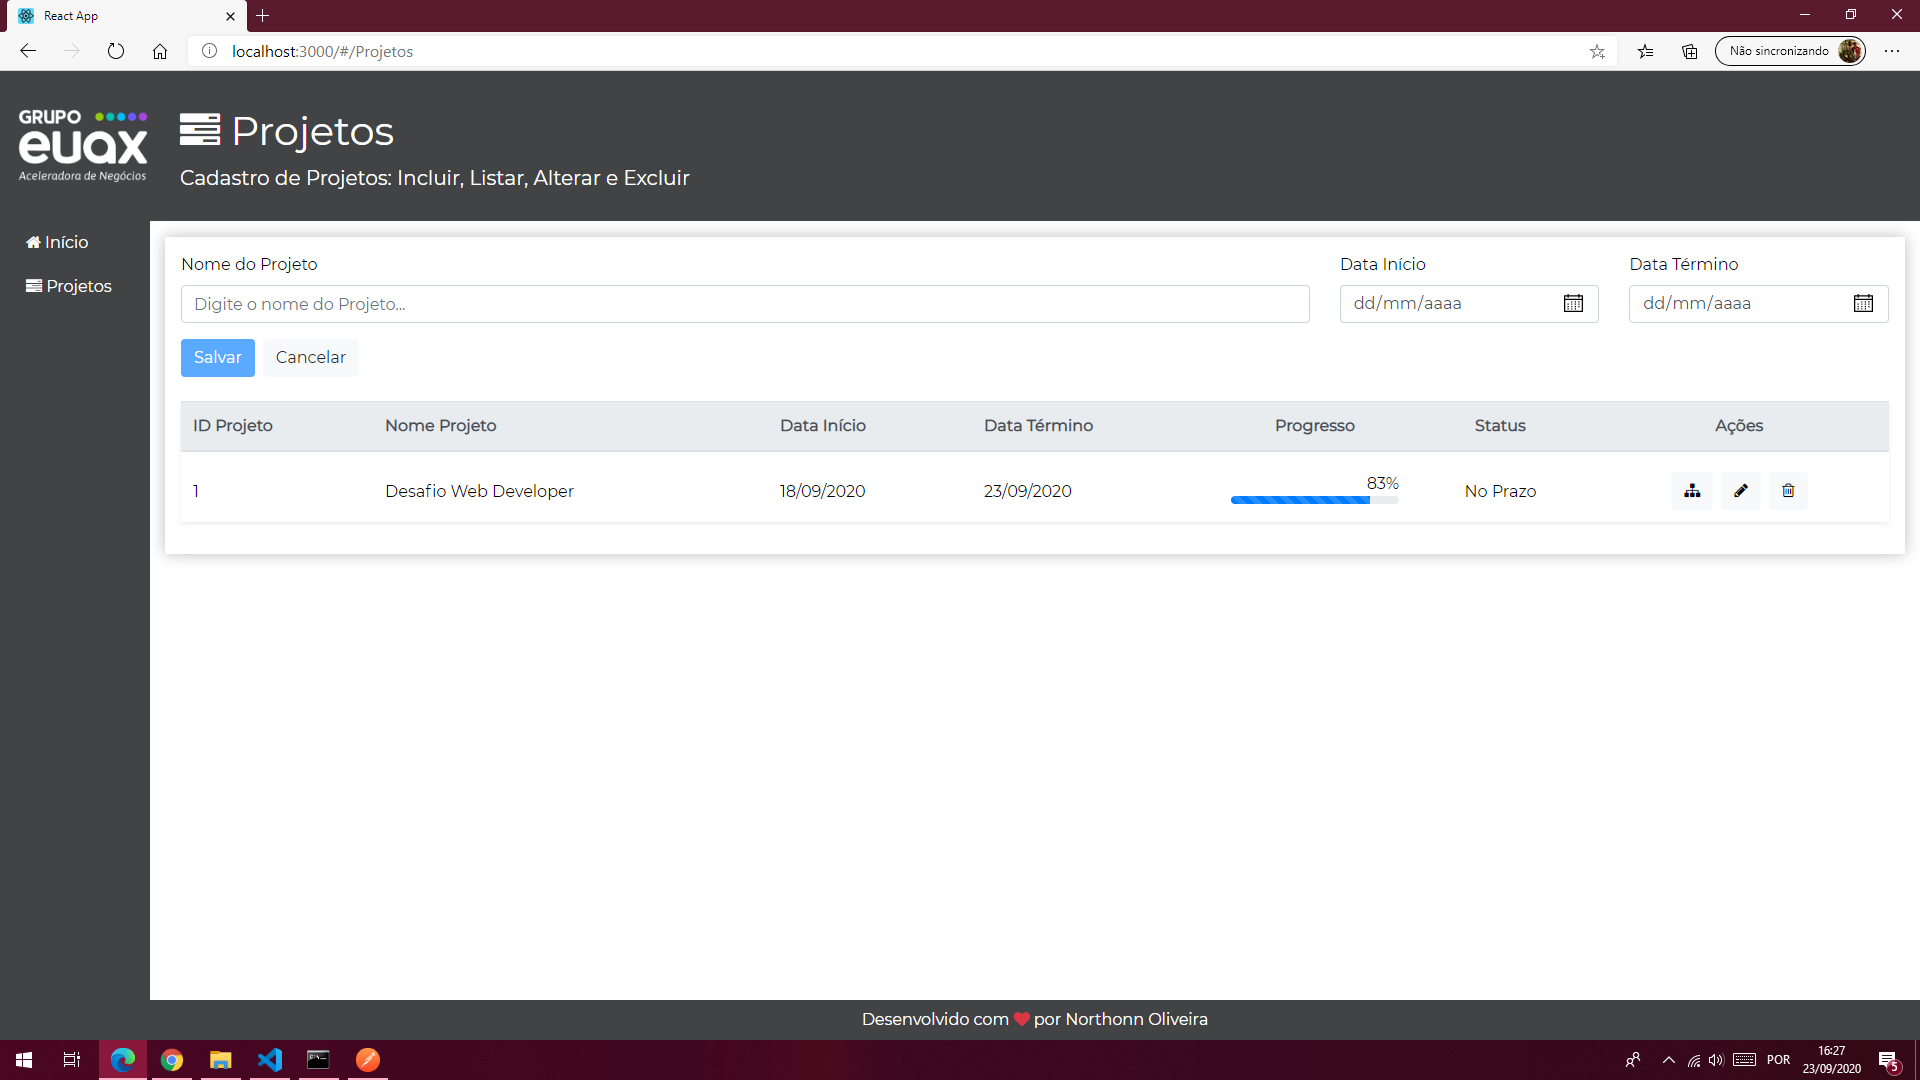 React App
localhost:3000/#/Projetos
Não sincronizando
GRUPO
euax
Aceleradora de Negócios
Projetos
Cadastro de Projetos: Incluir, Listar, Alterar e Excluir
Início
Projetos
Nome do Projeto
Data Início
Data Término
Digite o nome do Projeto...
dd/mm/aaaa
dd/mm/aaaa
Salvar
Cancelar
ID Projeto
Nome Projeto
Data Início
Data Término
Progresso
Status
Ações
1
Desafio Web Developer
18/09/2020
23/09/2020
83%
No Prazo
Desenvolvido com ❤ por Northonn Oliveira
POR
16:27
23/09/2020
5